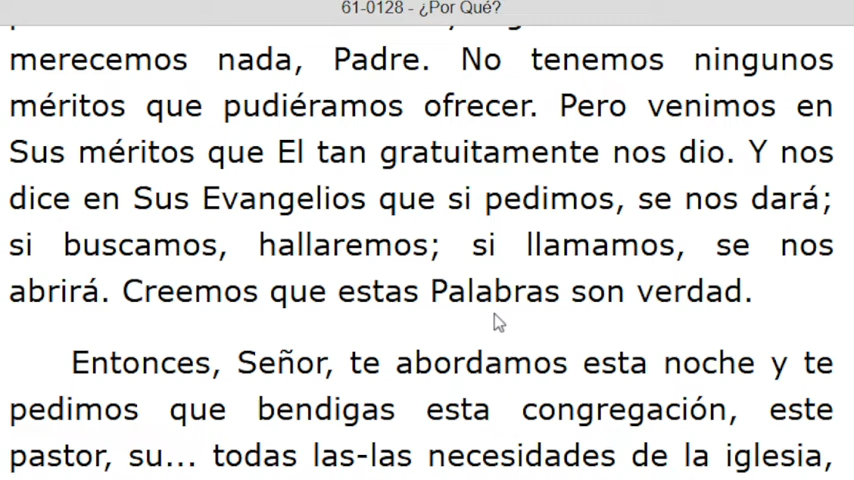 61-0128 - ¿Por Qué?
merecemos nada, Padre. No tenemos ningunos
méritos que pudiéramos ofrecer. Pero venimos en
Sus méritos que El tan gratuitamente nos dio. Y nos
dice en Sus Evangelios que si pedimos, se nos dará;
si buscamos, hallaremos; si llamamos, se nos
abrirá. Creemos que estas Palabras son verdad.
Entonces, Señor, te abordamos esta noche y te
pedimos que bendigas esta congregación, este
pastor, su... todas las-las necesidades de la iglesia,